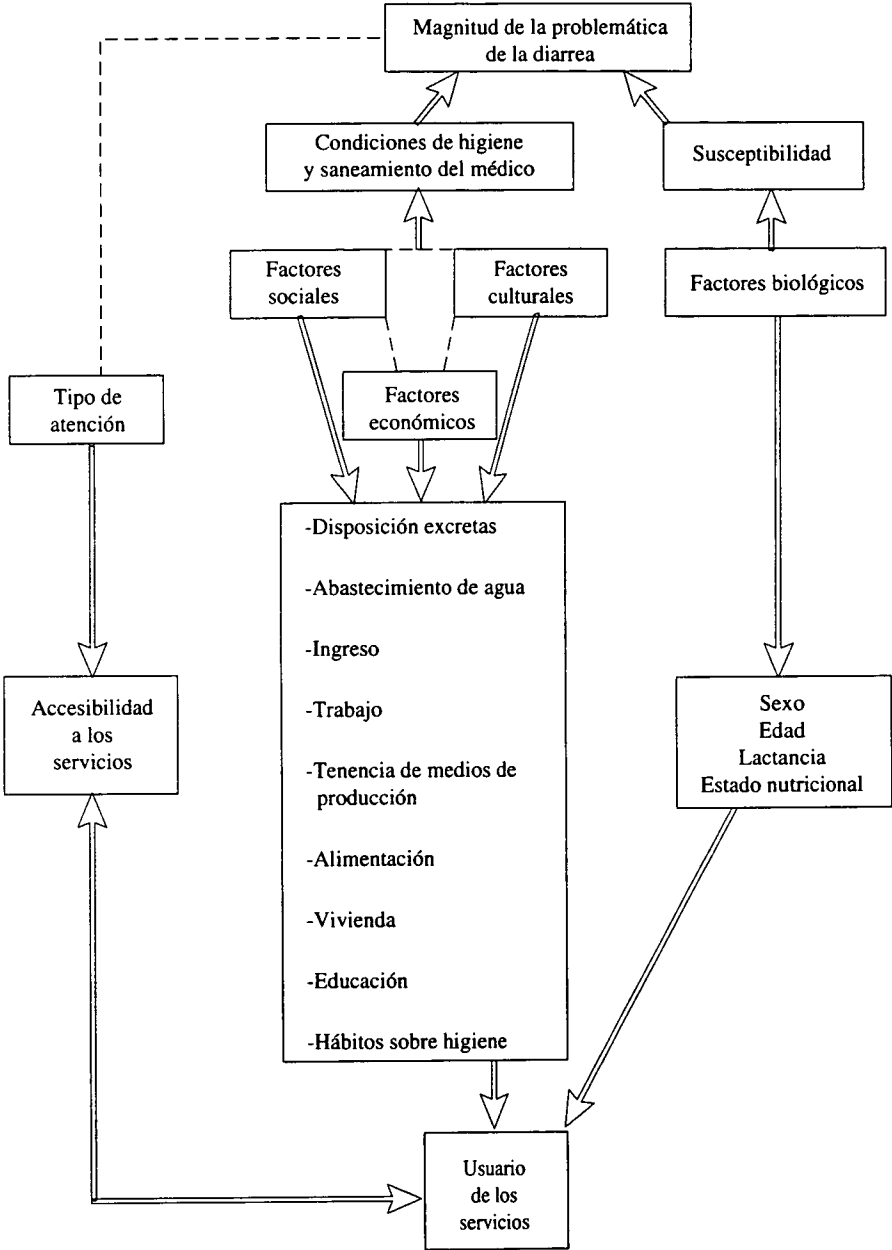 Magnitud de la problemática
de la diarrea
Condiciones de higiene
y saneamiento del médico
Susceptibilidad
Factores
sociales
Factores
culturales
Factores biológicos
Tipo de
atención
Factores
económicos
-Disposición excretas
-Abastecimiento de agua
-Ingreso
-Trabajo
-Tenencia de medios de
producción
-Alimentación
-Vivienda
-Educación
-Hábitos sobre higiene
Accesibilidad
a los
servicios
Sexo
Edad
Lactancia
Estado nutricional
Usuario
de los
servicios